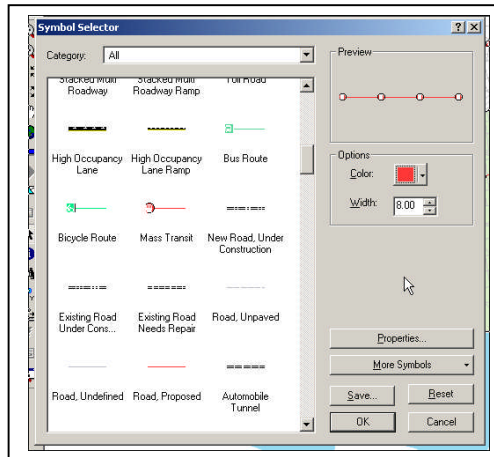 Symbol Selector
Category: All
Stacked Multi Roadway
Stacked Multi Roadway Ramp
Toll Road
High Occupancy Lane
High Occupancy Lane Ramp
Bus Route
Bicycle Route
Mass Transit
New Road, Under Construction
Existing Road Under Cons...
Existing Road Needs Repair
Road, Unpaved
Road, Undefined
Road, Proposed
Automobile Tunnel
Preview
Options
Color:
Width: 8.00
Properties...
More Symbols
Save...
Reset
OK
Cancel